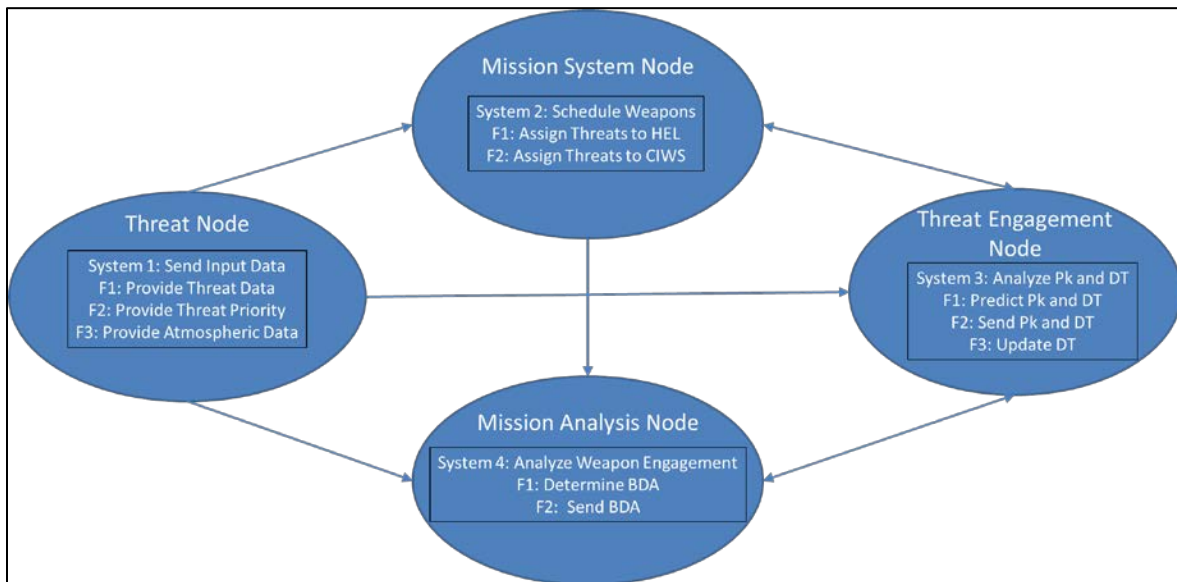 Mission System Node
System 2: Schedule Weapons
F1: Assign Threats to HEL
F2: Assign Threats to CIWS
Threat Node
System 1: Send Input Data
F1: Provide Threat Data
F2: Provide Threat Priority
F3: Provide Atmospheric Data
Threat Engagement
Node
System 3: Analyze Pk and DT
F1: Predict Pk and DT
F2: Send Pk and DT
F3: Update DT
Mission Analysis Node
System 4: Analyze Weapon Engagement
F1: Determine BDA
F2: Send BDA